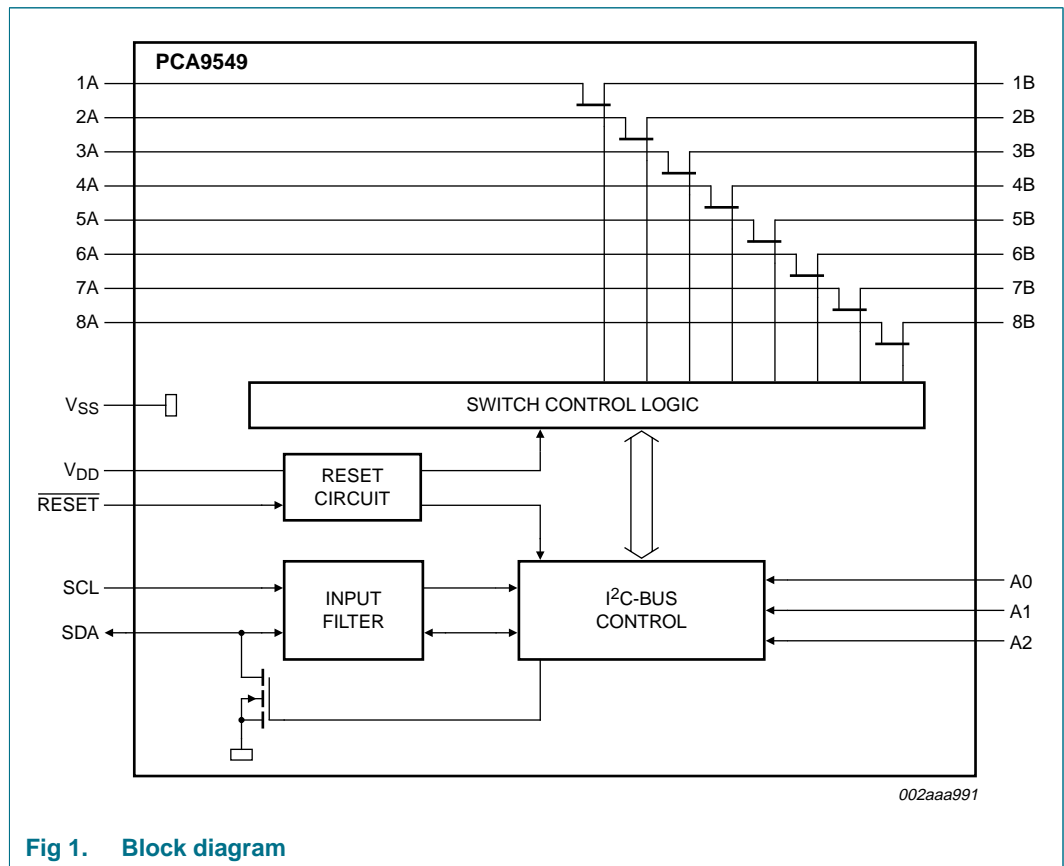 PCA9549
1A 1B
2A 2B
3A 3B
4A 4B
5A 5B
6A 6B
7A 7B
8A 8B
VSS
SWITCH CONTROL LOGIC
VDD
RESET
RESET
CIRCUIT
SCL
SDA
INPUT
FILTER
I2C-BUS
CONTROL
A0
A1
A2
002aaa991
Fig 1. Block diagram